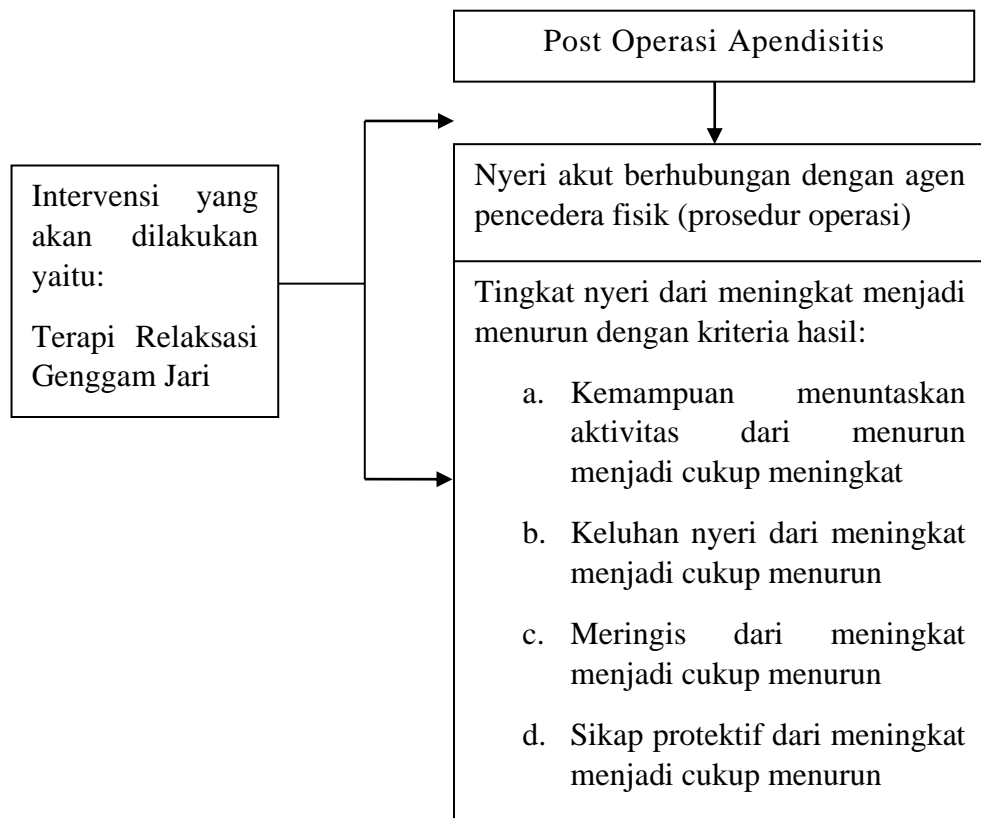 Post Operasi Apendisitis
Intervensi yang
akan dilakukan
yaitu:
Terapi Relaksasi
Genggam Jari
Nyeri akut berhubungan dengan agen
pencedera fisik (prosedur operasi)
Tingkat nyeri dari meningkat menjadi
menurun dengan kriteria hasil:
a. Kemampuan menuntaskan
aktivitas dari menurun
menjadi cukup meningkat
b. Keluhan nyeri dari meningkat
menjadi cukup menurun
c. Meringis dari meningkat
menjadi cukup menurun
d. Sikap protektif dari meningkat
menjadi cukup menurun